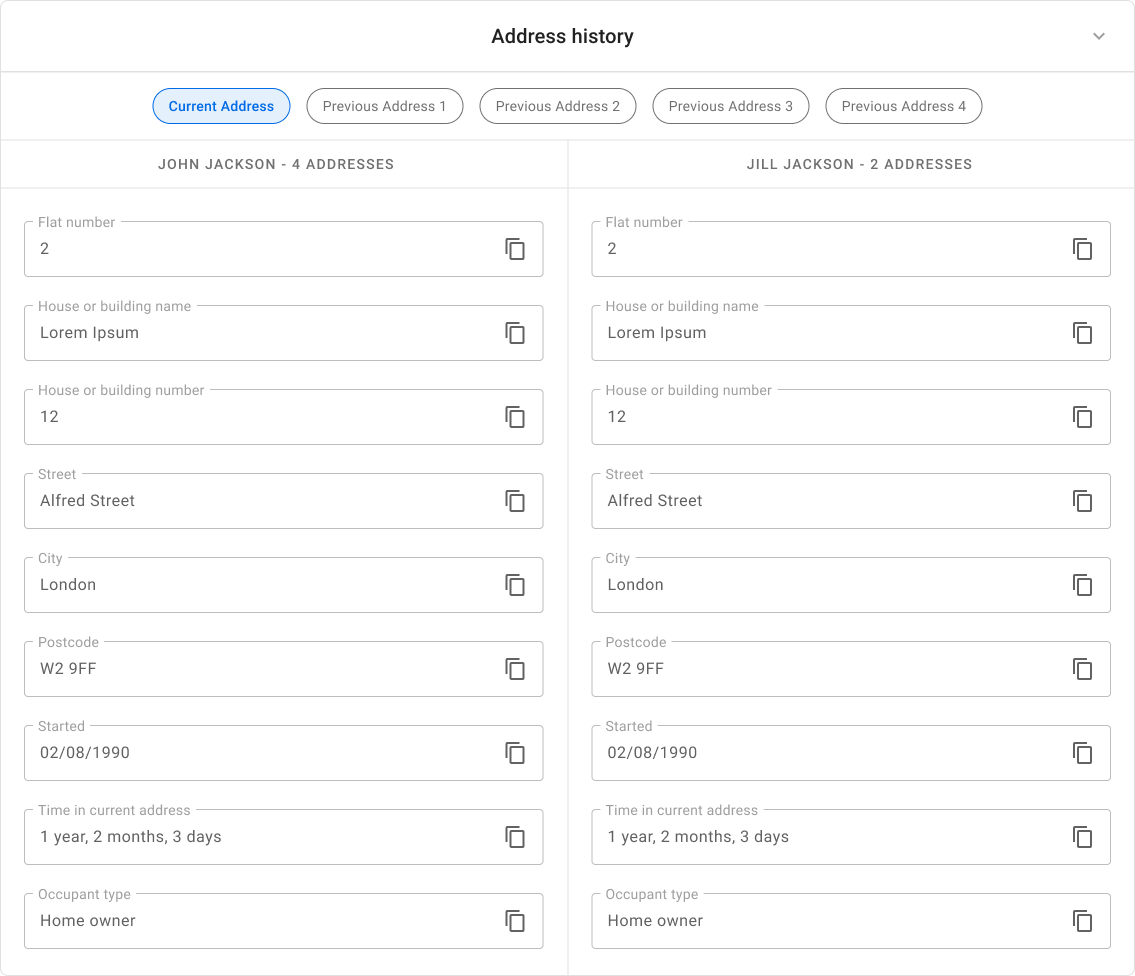 Address history
Current Address
Previous Address 1
Previous Address 2
Previous Address 3
Previous Address 4
JOHN JACKSON - 4 ADDRESSES
Flat number
2
House or building name
Lorem Ipsum
House or building number
12
Street
Alfred Street
City
London
Postcode
W2 9FF
Started
02/08/1990
Time in current address
1 year, 2 months, 3 days
Occupant type
Home owner
JILL JACKSON - 2 ADDRESSES
Flat number
2
House or building name
Lorem Ipsum
House or building number
12
Street
Alfred Street
City
London
Postcode
W2 9FF
Started
02/08/1990
Time in current address
1 year, 2 months, 3 days
Occupant type
Home owner